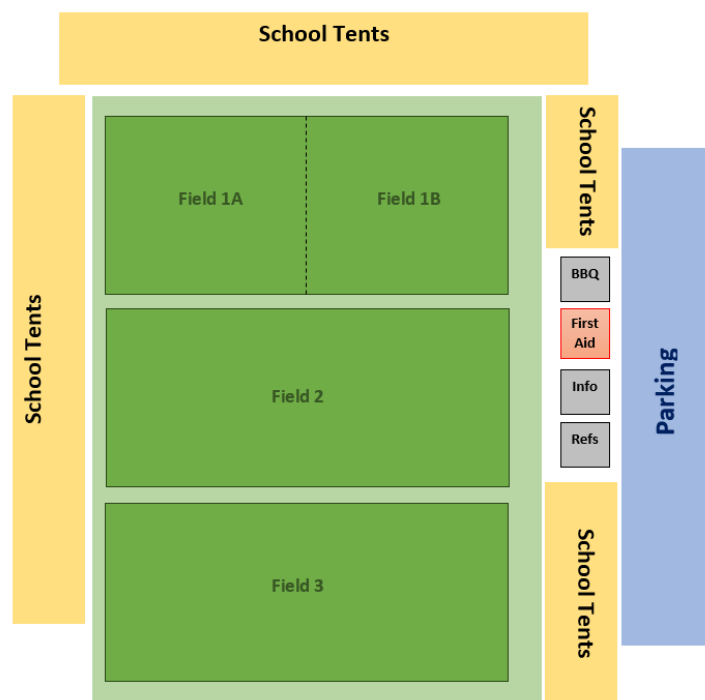 School Tents
School Tents
Field 1A
Field 1B
School Tents
BBQ
First
Aid
Field 2
Info
Refs
Parking
Field 3
School Tents